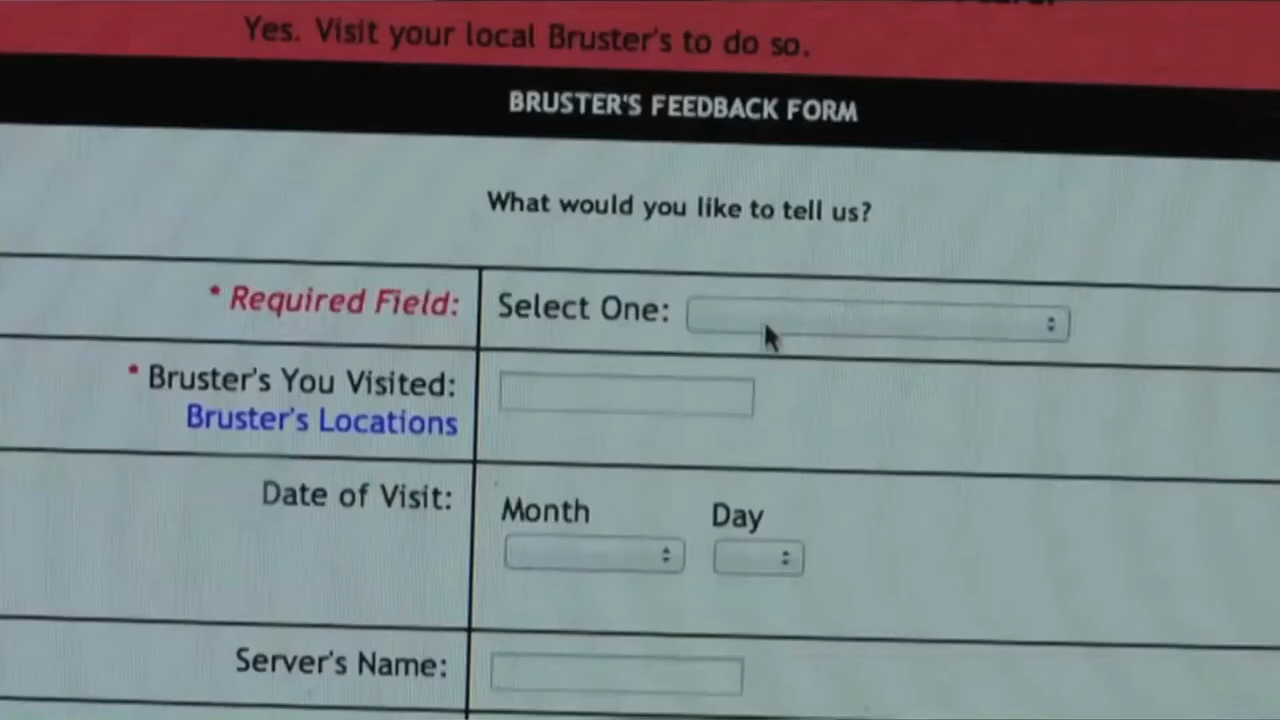 Yes. Visit your local Bruster's to do so.
BRUSTER'S FEEDBACK FORM
What would you like to tell us?
* Required Field: Select One:
* Bruster's You Visited:
Bruster's Locations
Date of Visit: Month Day
Server's Name: